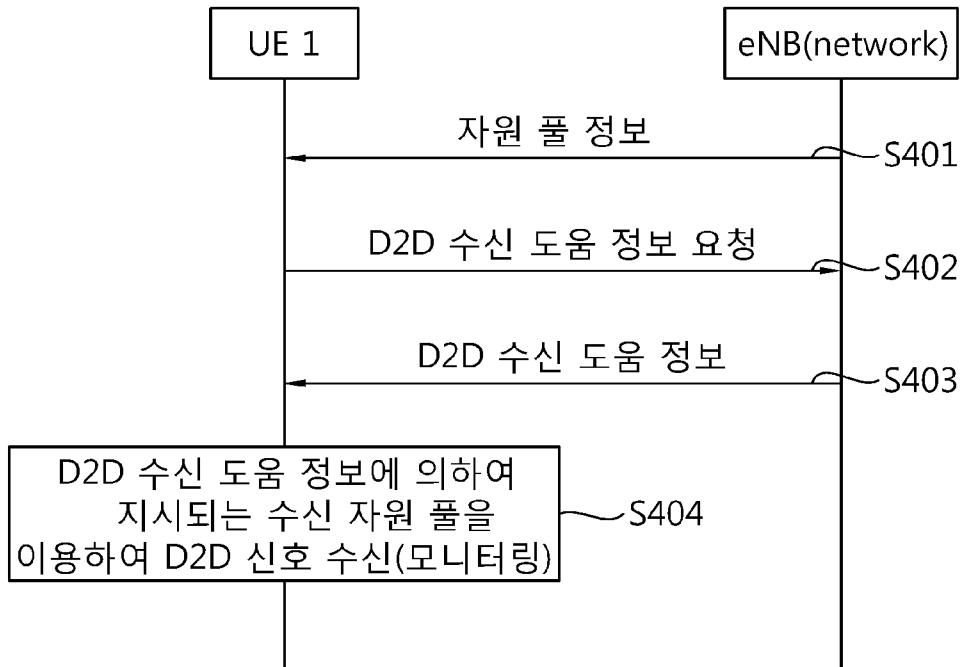 UE 1
eNB(network)
자원 풀 정보
S401
D2D 수신 도움 정보 요청
S402
D2D 수신 도움 정보
S403
D2D 수신 도움 정보에 의하여
지시되는 수신 자원 풀을
이용하여 D2D 신호 수신(모니터링)
S404